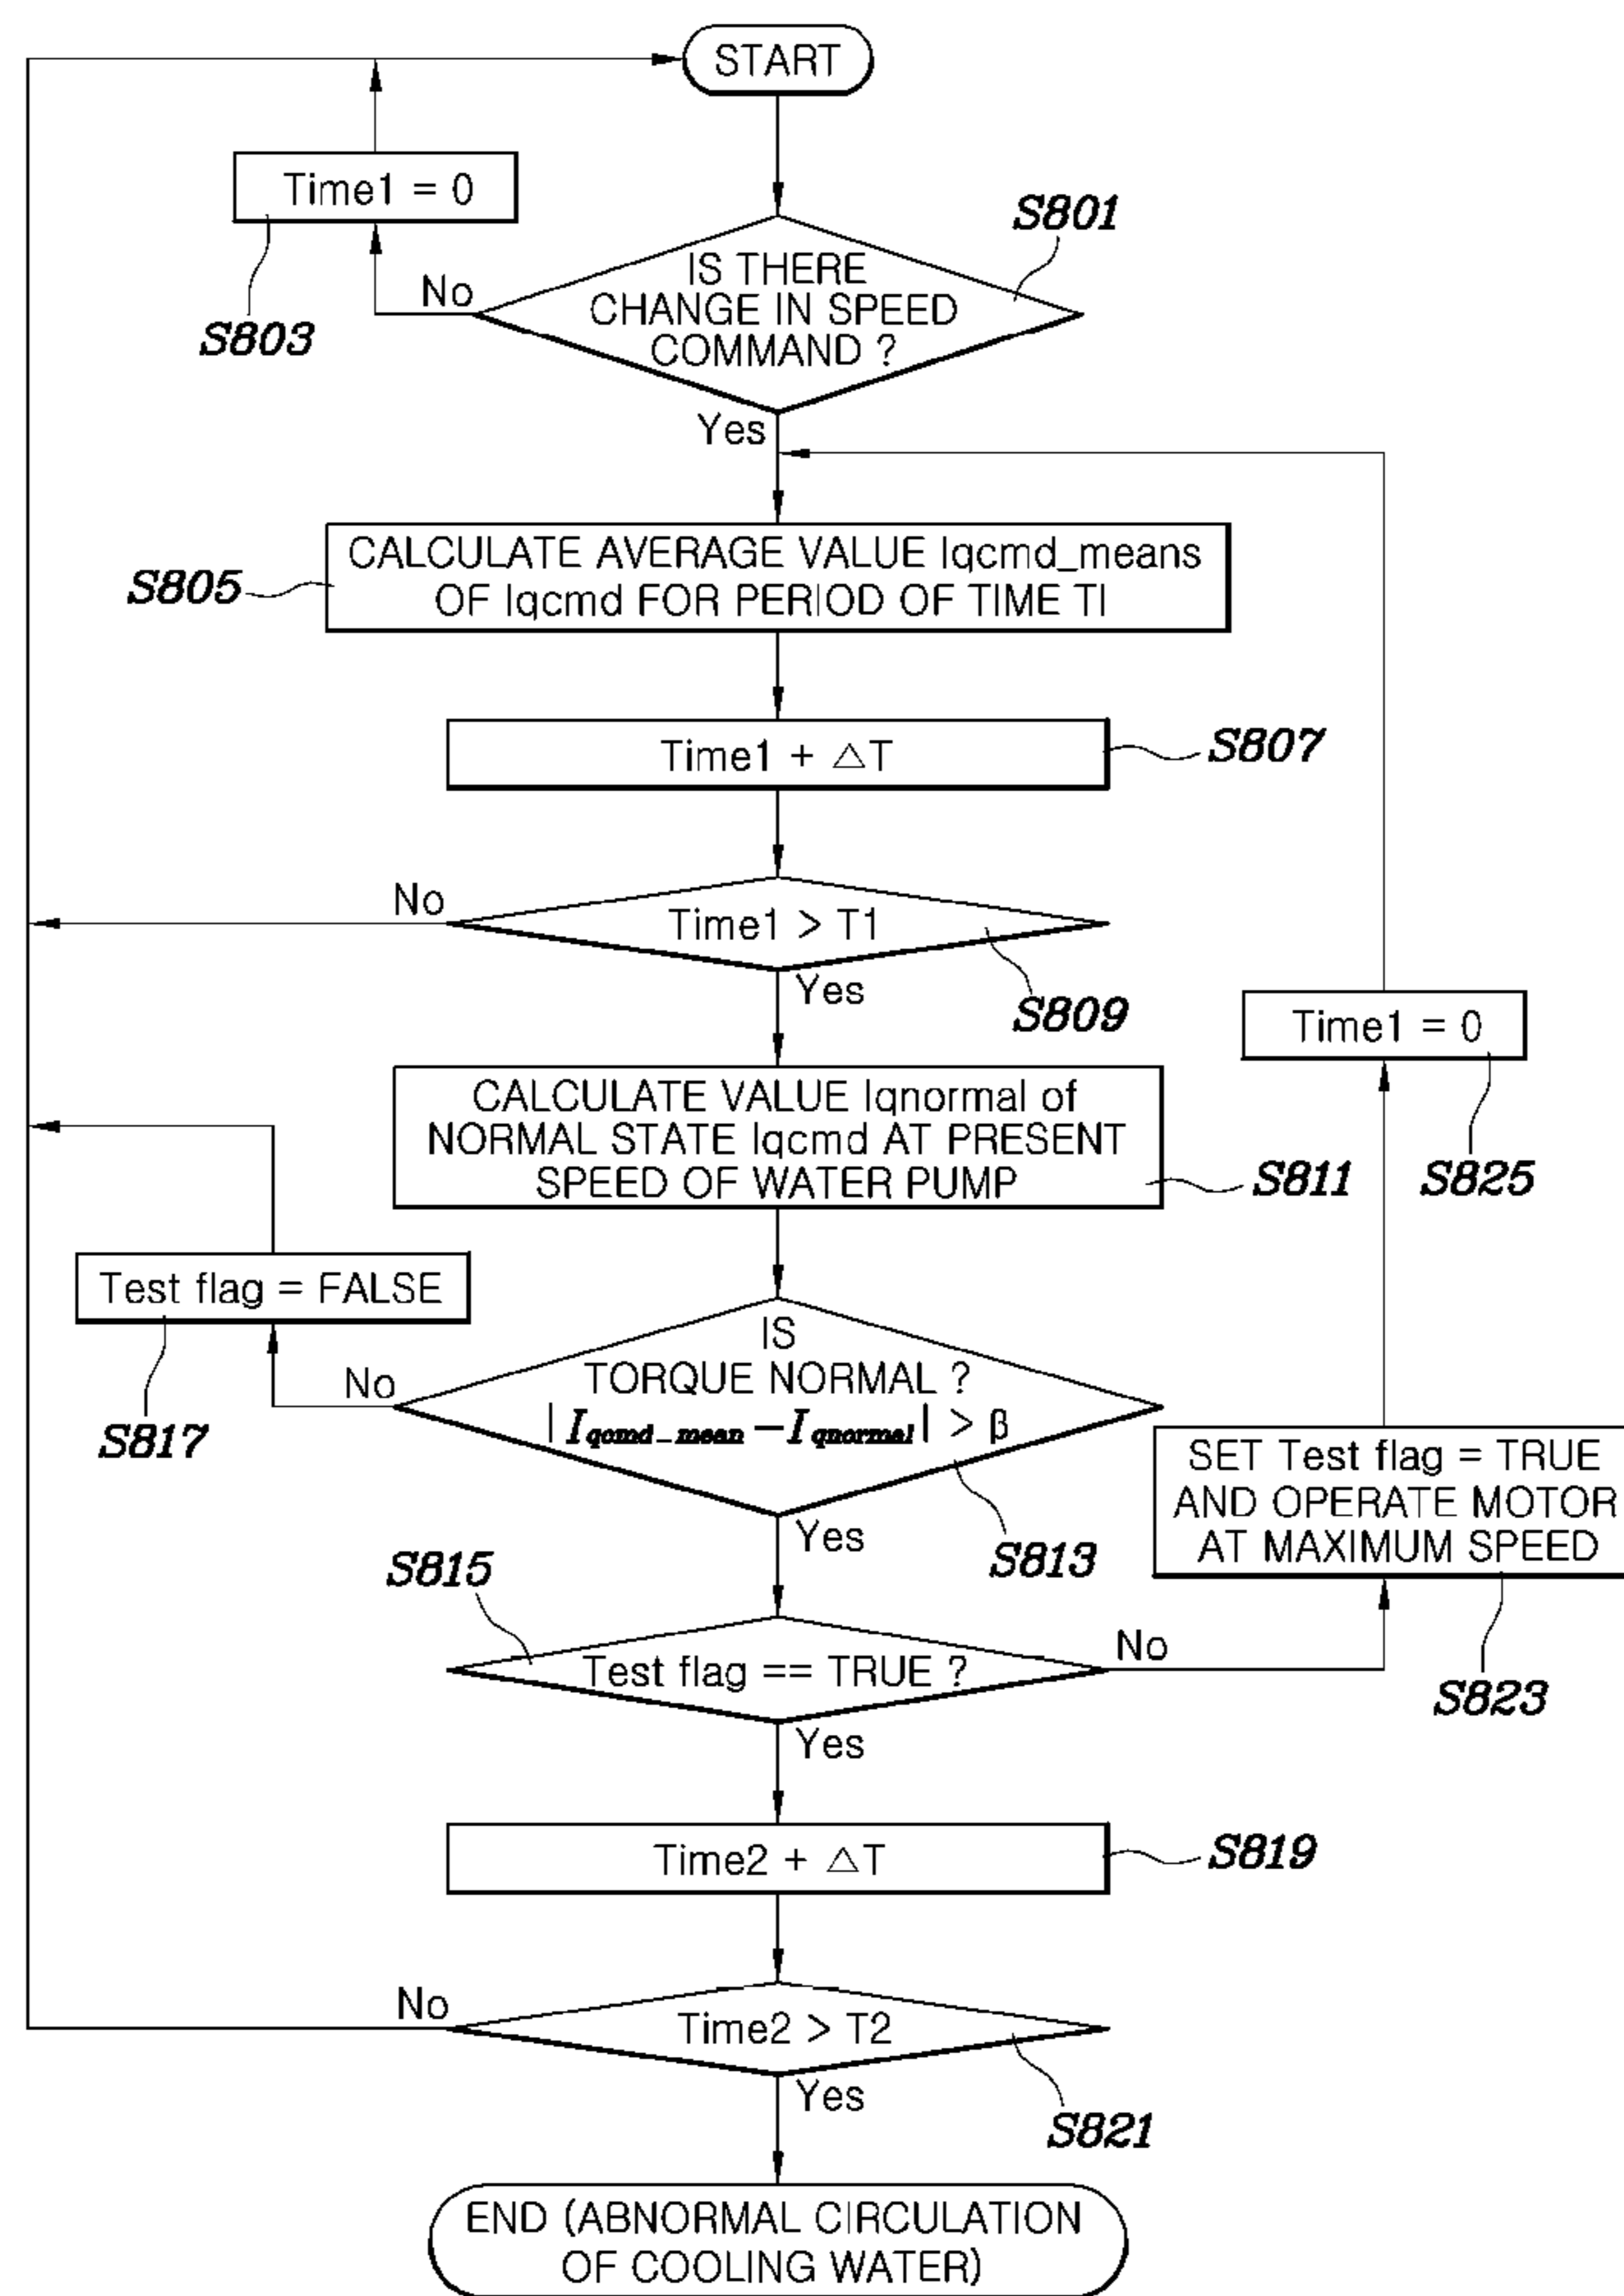 START
Time1 = 0
S801
IS THERE
CHANGE IN SPEED
COMMAND ?
No
S803
Yes
CALCULATE AVERAGE VALUE Iqcmd_means
OF Iqcmd FOR PERIOD OF TIME TI
S805
Time1 + △T
S807
No
Time1 > T1
Yes
S809
Time1 = 0
CALCULATE VALUE Iqnormal of
NORMAL STATE Iqcmd AT PRESENT
SPEED OF WATER PUMP
S811
S825
Test flag = FALSE
IS
TORQUE NORMAL ?
| I qcmd_mean – I qnormal | > β
No
S817
SET Test flag = TRUE
AND OPERATE MOTOR
AT MAXIMUM SPEED
Yes
S813
S815
No
Test flag == TRUE ?
S823
Yes
Time2 + △T
S819
No
Time2 > T2
Yes
S821
END (ABNORMAL CIRCULATION
OF COOLING WATER)